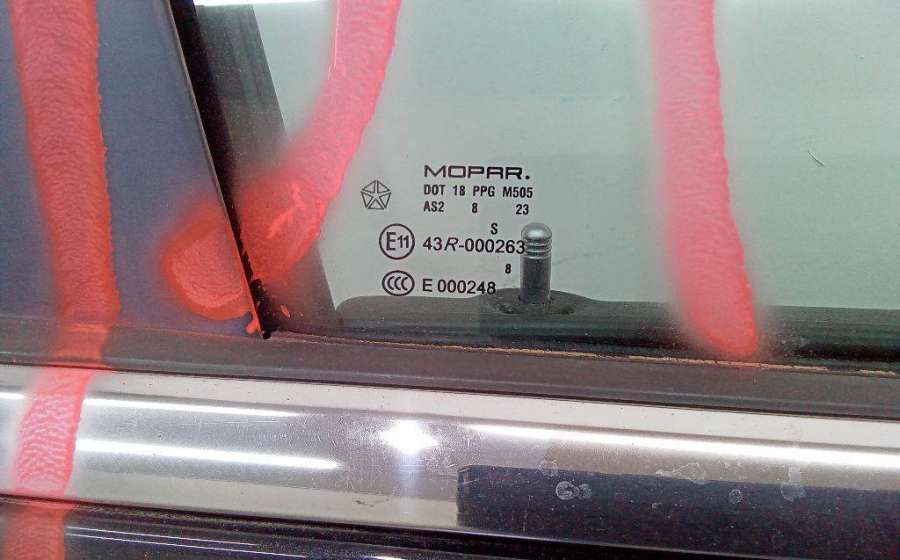 MOPAR.
DOT 18 PPG M505
AS2 8 23
S
E11 43R-000263
8
CCC E 000248